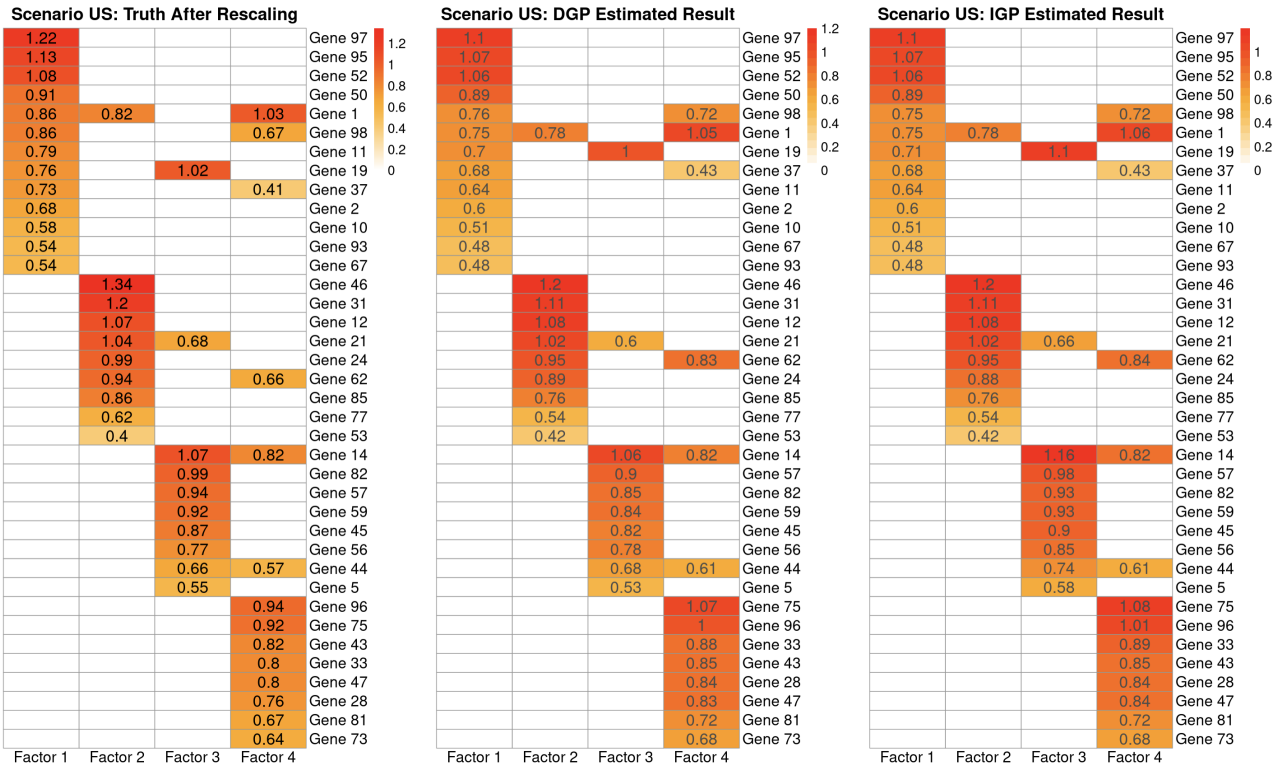 Scenario US: Truth After Rescaling
1.22 Gene 97
1.13 Gene 95
1.08 Gene 52
0.91 Gene 50
0.86 0.82 1.03 Gene 1
0.86 0.67 Gene 98
0.79 Gene 11
0.76 1.02 Gene 19
0.73 0.41 Gene 37
0.68 Gene 2
0.58 Gene 10
0.54 Gene 93
0.54 Gene 67
1.34 Gene 46
1.2 Gene 31
1.07 Gene 12
1.04 0.68 Gene 21
0.99 Gene 24
0.94 0.66 Gene 62
0.86 Gene 85
0.62 Gene 77
0.4 Gene 53
1.07 0.82 Gene 14
0.99 Gene 82
0.94 Gene 57
0.92 Gene 59
0.87 Gene 45
0.77 Gene 56
0.66 0.57 Gene 44
0.55 Gene 5
0.94 Gene 96
0.92 Gene 75
0.82 Gene 43
0.8 Gene 33
0.8 Gene 47
0.76 Gene 28
0.67 Gene 81
0.64 Gene 73
Factor 1 Factor 2 Factor 3 Factor 4
1.2
1
0.8
0.6
0.4
0.2
0
Scenario US: DGP Estimated Result
1.1 Gene 97
1.07 Gene 95
1.06 Gene 52
0.89 Gene 50
0.76 0.72 Gene 98
0.75 0.78 1.05 Gene 1
0.7 1 Gene 19
0.68 0.43 Gene 37
0.64 Gene 11
0.6 Gene 2
0.51 Gene 10
0.48 Gene 67
0.48 Gene 93
1.2 Gene 46
1.11 Gene 31
1.08 Gene 12
1.02 0.6 Gene 21
0.95 0.83 Gene 62
0.89 Gene 24
0.76 Gene 85
0.54 Gene 77
0.42 Gene 53
1.06 0.82 Gene 14
0.9 Gene 57
0.85 Gene 82
0.84 Gene 59
0.82 Gene 45
0.78 Gene 56
0.68 0.61 Gene 44
0.53 Gene 5
1.07 Gene 75
1 Gene 96
0.88 Gene 33
0.85 Gene 43
0.84 Gene 28
0.83 Gene 47
0.72 Gene 81
0.68 Gene 73
Factor 1 Factor 2 Factor 3 Factor 4
1.2
1
0.8
0.6
0.4
0.2
0
Scenario US: IGP Estimated Result
1.1 Gene 97
1.07 Gene 95
1.06 Gene 52
0.89 Gene 50
0.75 0.72 Gene 98
0.75 0.78 1.06 Gene 1
0.71 1.1 Gene 19
0.68 0.43 Gene 37
0.64 Gene 11
0.6 Gene 2
0.51 Gene 10
0.48 Gene 67
0.48 Gene 93
1.2 Gene 46
1.11 Gene 31
1.08 Gene 12
1.02 0.66 Gene 21
0.95 0.84 Gene 62
0.88 Gene 24
0.76 Gene 85
0.54 Gene 77
0.42 Gene 53
1.16 0.82 Gene 14
0.98 Gene 57
0.93 Gene 82
0.93 Gene 59
0.9 Gene 45
0.85 Gene 56
0.74 0.61 Gene 44
0.58 Gene 5
1.08 Gene 75
1.01 Gene 96
0.89 Gene 33
0.85 Gene 43
0.84 Gene 28
0.84 Gene 47
0.72 Gene 81
0.68 Gene 73
Factor 1 Factor 2 Factor 3 Factor 4
1
0.8
0.6
0.4
0.2
0